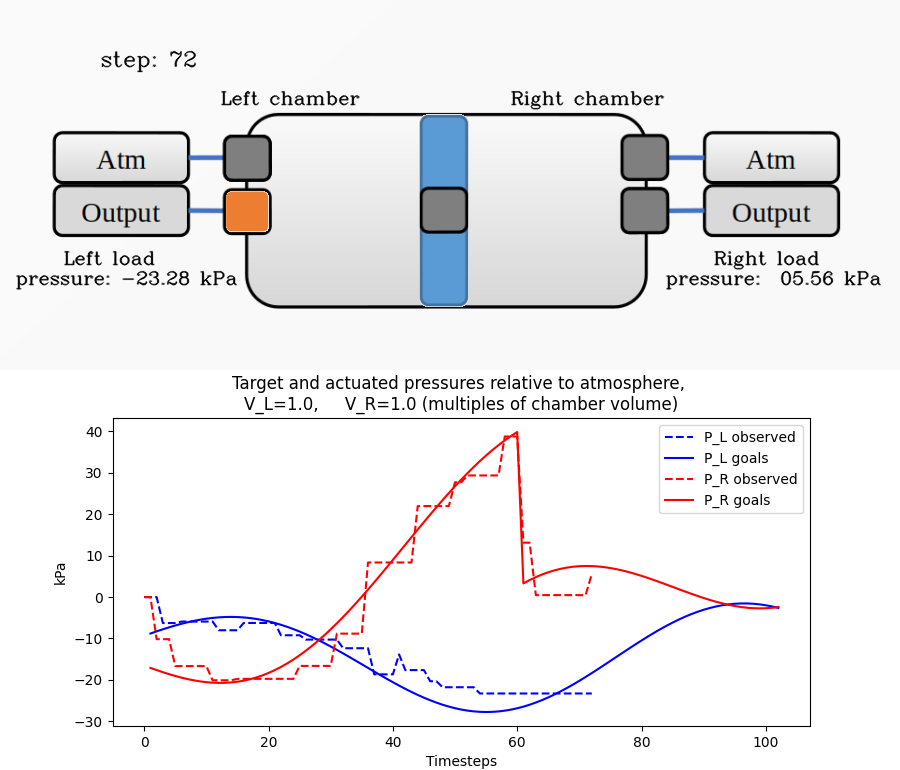 step: 72
Left chamber
Right chamber
Atm
Atm
Output
Output
Left load
pressure: −23.28 kPa
Right load
pressure: 05.56 kPa
Target and actuated pressures relative to atmosphere,
V_L=1.0, V_R=1.0 (multiples of chamber volume)
40
30
20
10
0
−10
−20
−30
kPa
P_L observed
P_L goals
P_R observed
P_R goals
0
20
40
60
80
100
Timesteps